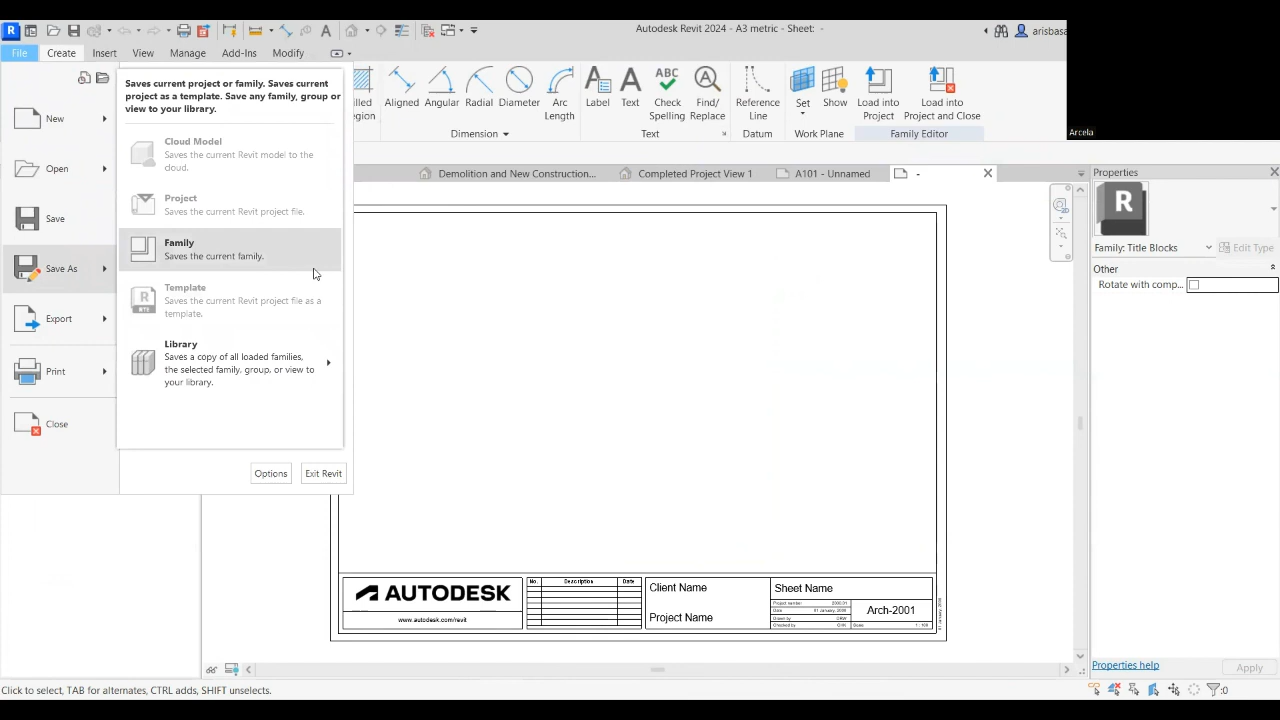 Autodesk Revit 2024 - A3 metric - Sheet: -
arisbasa
File
Create
Insert
View
Manage
Add-Ins
Modify
Aligned
Angular
Radial
Diameter
Arc
Length
Label
Text
Check
Spelling
Find/
Replace
Reference
Line
Set
Show
Load into
Project
Load into
Project and Close
Dimension
Text
Datum
Work Plane
Family Editor
Arcela
New
Open
Save
Save As
Export
Print
Close
Saves current project or family. Saves current
project as a template. Save any family, group or
view to your library.
Cloud Model
Saves the current Revit model to the
cloud.
Project
Saves the current Revit project file.
Family
Saves the current family.
Template
Saves the current Revit project file as a
template.
Library
Saves a copy of all loaded families,
the selected family, group, or view to
your library.
Options
Exit Revit
Demolition and New Construction...
Completed Project View 1
A101 - Unnamed
-
Properties
R
Family: Title Blocks
Edit Type
Other
Rotate with comp...
Properties help
Apply
AUTODESK
www.autodesk.com/revit
No.
Description
Date
Client Name
Project Name
Sheet Name
Project number
Date
01 January, 2000
Arch-2001
Click to select, TAB for alternates, CTRL adds, SHIFT unselects.
:0